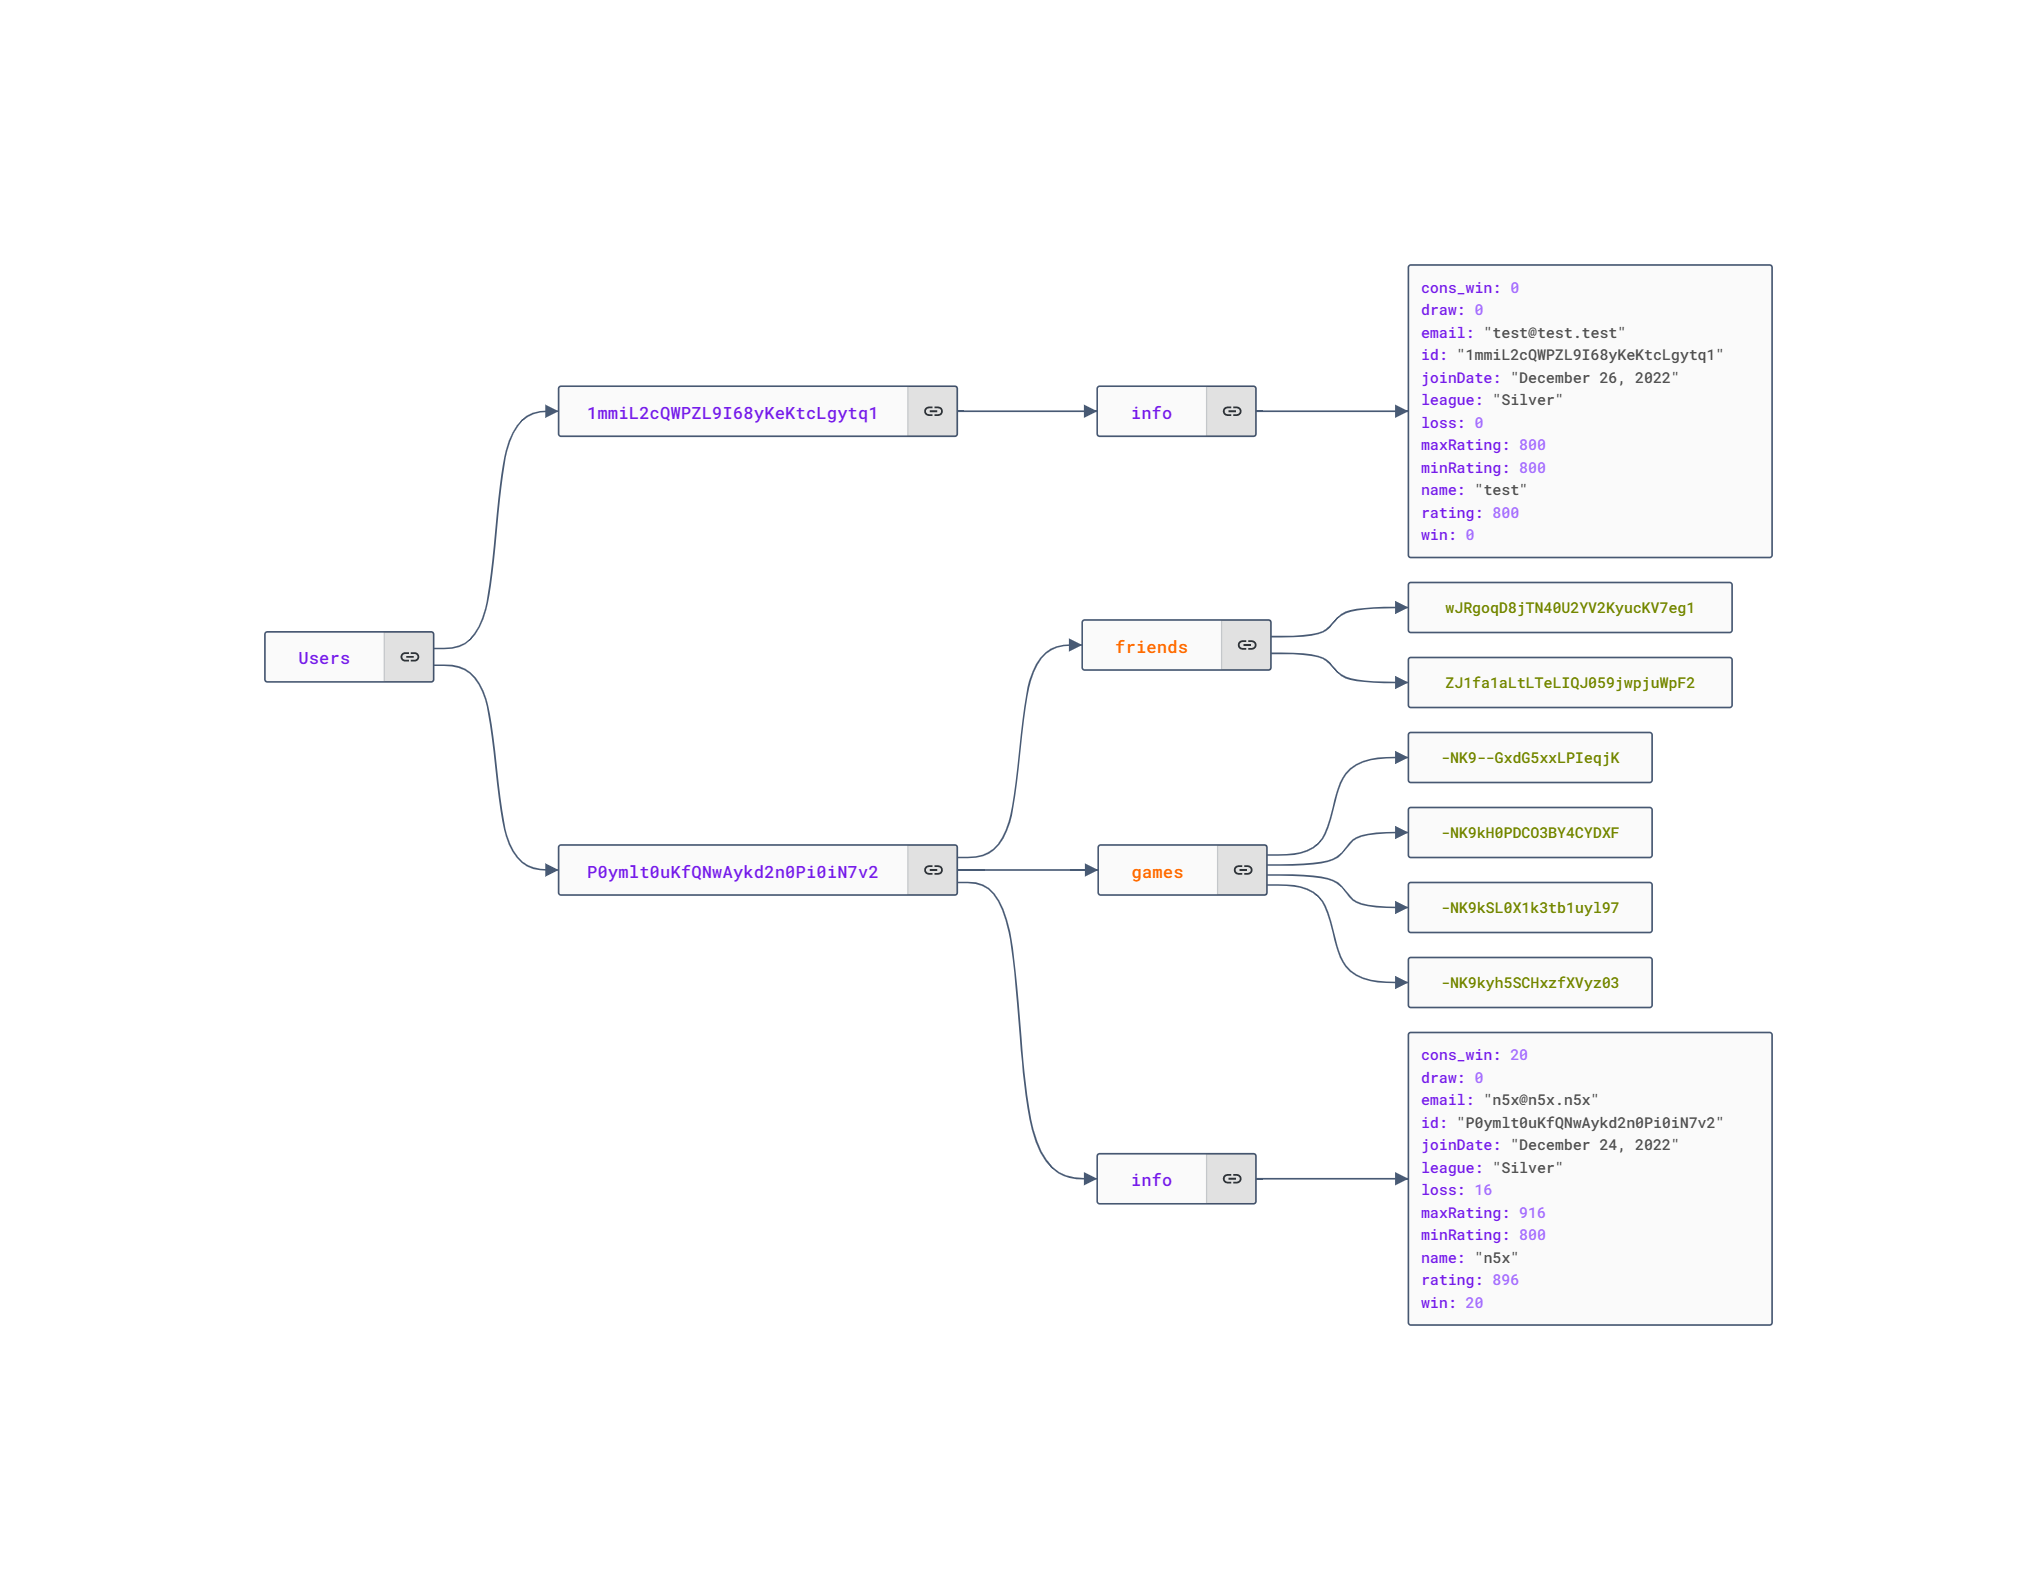 Users
1mmiL2cQWPZL9I68yKeKtcLgytq1
info
cons_win: 0
draw: 0
email: "test@test.test"
id: "1mmiL2cQWPZL9I68yKeKtcLgytq1"
joinDate: "December 26, 2022"
league: "Silver"
loss: 0
maxRating: 800
minRating: 800
name: "test"
rating: 800
win: 0
P0ymlt0uKfQNwAykd2n0Pi0iN7v2
friends
wJRgoqD8jTN40U2YV2KyucKV7eg1
ZJ1fa1aLtLTeLIQJ059jwpjuWpF2
games
-NK9--GxdG5xxLPIeqjK
-NK9kH0PDCO3BY4CYDXF
-NK9kSL0X1k3tb1uyl97
-NK9kyh5SCHxzfXVyz03
info
cons_win: 20
draw: 0
email: "n5x@n5x.n5x"
id: "P0ymlt0uKfQNwAykd2n0Pi0iN7v2"
joinDate: "December 24, 2022"
league: "Silver"
loss: 16
maxRating: 916
minRating: 800
name: "n5x"
rating: 896
win: 20